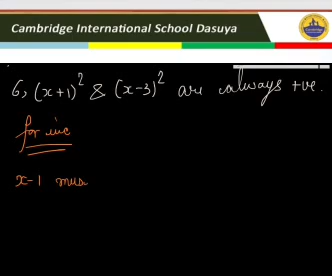 Cambridge International School Dasuya
6, (x+1)² & (x-3)² are always +ve.
for inc
x-1 mus